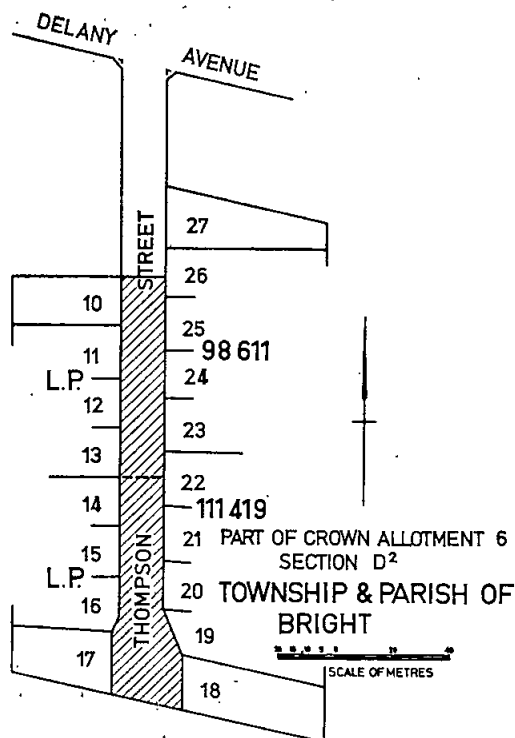 DELANY
AVENUE
27
STREET
26
10
25
98 611
11
24
L.P.
12
23
13
22
14
111 419
21
PART OF CROWN ALLOTMENT 6
SECTION D²
15
L.P.
20
TOWNSHIP & PARISH OF
BRIGHT
16
THOMPSON
19
17
18
SCALE OF METRES